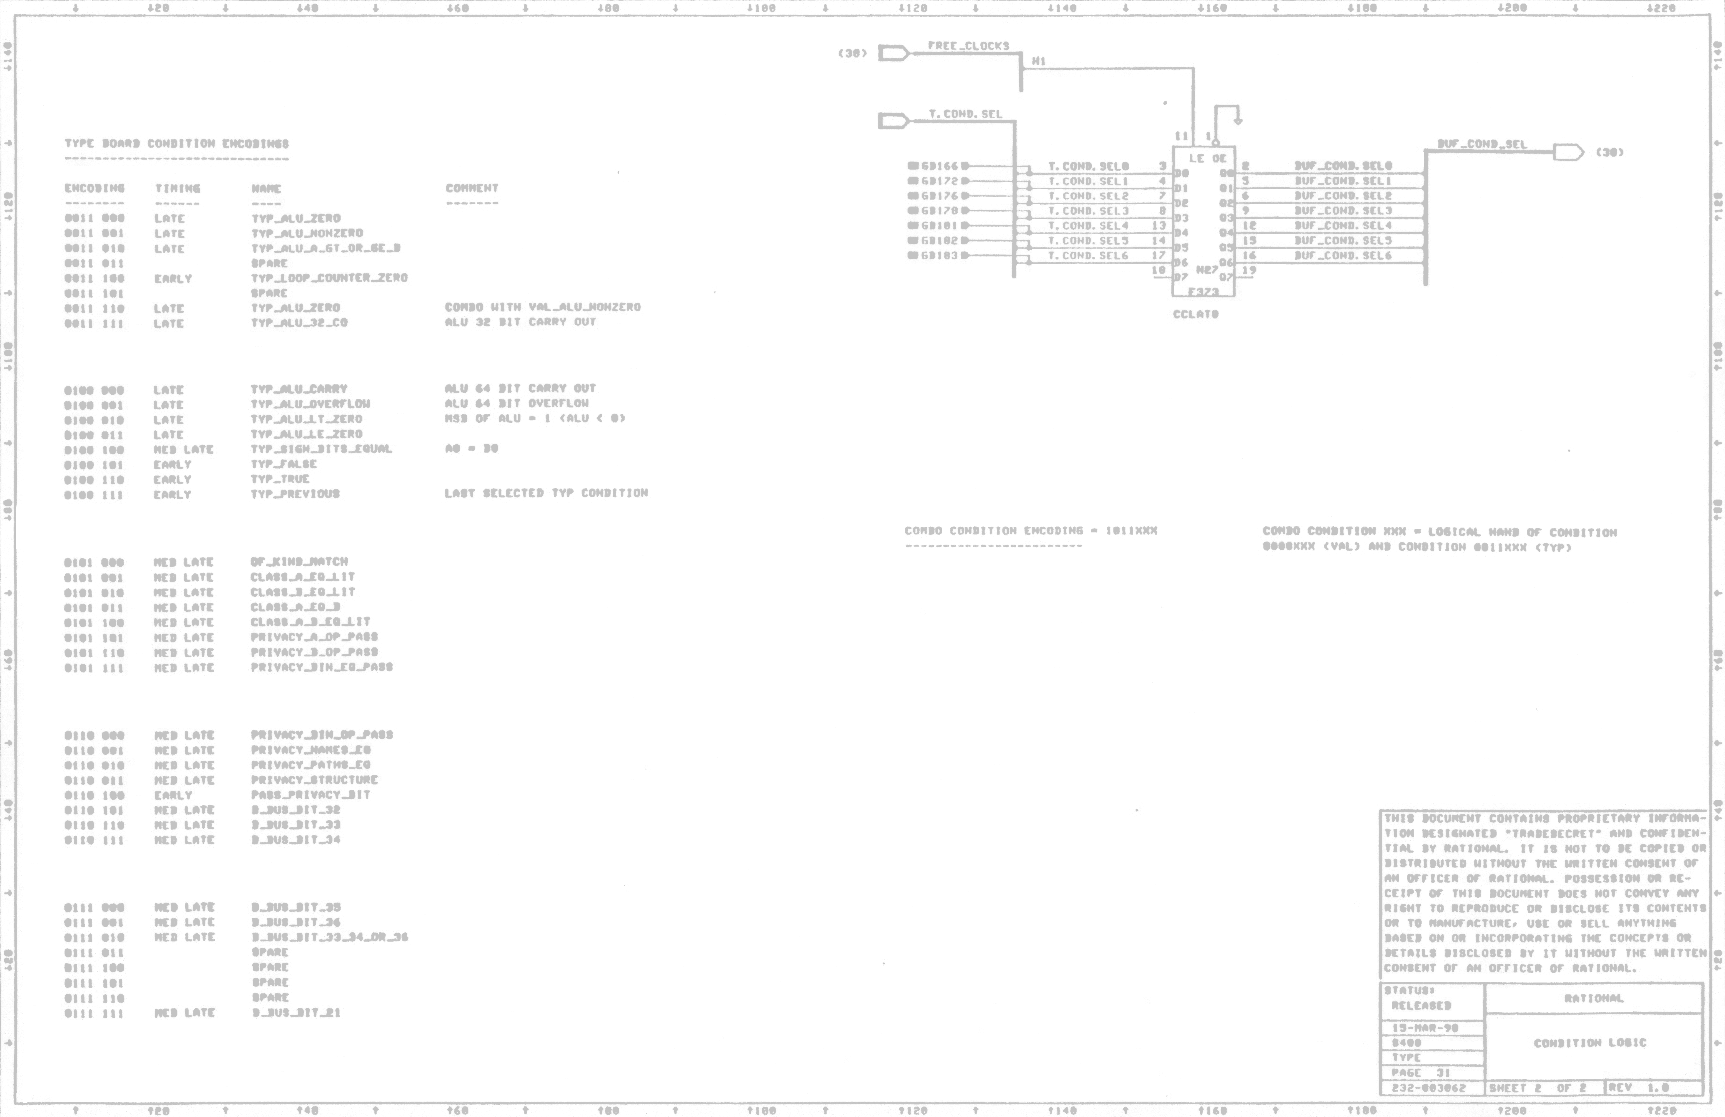 ↓20 ↓40 ↓60 ↓80 ↓100 ↓120 ↓140 ↓160 ↓180 ↓200 ↓220
(30) FREE_CLOCKS
H1
T.COND.SEL
TYPE BOARD CONDITION ENCODINGS
BUF_COND_SEL (30)
11 1
LE OE
GB166 T.COND.SEL0 3 D0 Q0 2 BUF_COND.SEL0
GB172 T.COND.SEL1 4 D1 Q1 5 BUF_COND.SEL1
GB176 T.COND.SEL2 7 D2 Q2 6 BUF_COND.SEL2
GB178 T.COND.SEL3 8 D3 Q3 9 BUF_COND.SEL3
GB181 T.COND.SEL4 13 D4 Q4 12 BUF_COND.SEL4
GB182 T.COND.SEL5 14 D5 Q5 15 BUF_COND.SEL5
GB183 T.COND.SEL6 17 D6 Q6 16 BUF_COND.SEL6
18 D7 M27 Q7 19
F373
CCLAT0
ENCODING TIMING NAME COMMENT
0011 000 LATE TYP_ALU_ZERO
0011 001 LATE TYP_ALU_NONZERO
0011 010 LATE TYP_ALU_A_GT_OR_GE_B
0011 011 SPARE
0011 100 EARLY TYP_LOOP_COUNTER_ZERO
0011 101 SPARE
0011 110 LATE TYP_ALU_ZERO COMBO WITH VAL_ALU_NONZERO
0011 111 LATE TYP_ALU_32_CO ALU 32 BIT CARRY OUT
0100 000 LATE TYP_ALU_CARRY ALU 64 BIT CARRY OUT
0100 001 LATE TYP_ALU_OVERFLOW ALU 64 BIT OVERFLOW
0100 010 LATE TYP_ALU_LT_ZERO MSB OF ALU = 1 (ALU < 0)
0100 011 LATE TYP_ALU_LE_ZERO
0100 100 MED LATE TYP_SIGN_BITS_EQUAL A0 = B0
0100 101 EARLY TYP_FALSE
0100 110 EARLY TYP_TRUE
0100 111 EARLY TYP_PREVIOUS LAST SELECTED TYP CONDITION
COMBO CONDITION ENCODING = 1011XXX
COMBO CONDITION XXX = LOGICAL NAND OF CONDITION
0000XXX (VAL) AND CONDITION 0011XXX (TYP)
0101 000 MED LATE OF_KIND_MATCH
0101 001 MED LATE CLASS_A_EQ_LIT
0101 010 MED LATE CLASS_B_EQ_LIT
0101 011 MED LATE CLASS_A_EQ_B
0101 100 MED LATE CLASS_A_B_EQ_LIT
0101 101 MED LATE PRIVACY_A_OP_PASS
0101 110 MED LATE PRIVACY_B_OP_PASS
0101 111 MED LATE PRIVACY_BIN_EQ_PASS
0110 000 MED LATE PRIVACY_BIN_OP_PASS
0110 001 MED LATE PRIVACY_NAMES_EQ
0110 010 MED LATE PRIVACY_PATHS_EQ
0110 011 MED LATE PRIVACY_STRUCTURE
0110 100 EARLY PASS_PRIVACY_BIT
0110 101 MED LATE B_BUS_BIT_32
0110 110 MED LATE B_BUS_BIT_33
0110 111 MED LATE B_BUS_BIT_34
0111 000 MED LATE B_BUS_BIT_35
0111 001 MED LATE B_BUS_BIT_36
0111 010 MED LATE B_BUS_BIT_33_34_OR_36
0111 011 SPARE
0111 100 SPARE
0111 101 SPARE
0111 110 SPARE
0111 111 MED LATE B_BUS_BIT_21
THIS DOCUMENT CONTAINS PROPRIETARY INFORMA-
TION DESIGNATED "TRADESECRET" AND CONFIDEN-
TIAL BY RATIONAL. IT IS NOT TO BE COPIED OR
DISTRIBUTED WITHOUT THE WRITTEN CONSENT OF
AN OFFICER OF RATIONAL. POSSESSION OR RE-
CEIPT OF THIS DOCUMENT DOES NOT CONVEY ANY
RIGHT TO REPRODUCE OR DISCLOSE ITS CONTENTS
OR TO MANUFACTURE, USE OR SELL ANYTHING
BASED ON OR INCORPORATING THE CONCEPTS OR
DETAILS DISCLOSED BY IT WITHOUT THE WRITTEN
CONSENT OF AN OFFICER OF RATIONAL.
STATUS:
RELEASED
RATIONAL
15-MAR-90
8400
TYPE
PAGE 31
232-003062
CONDITION LOGIC
SHEET 2 OF 2 REV 1.0
↑20 ↑40 ↑60 ↑80 ↑100 ↑120 ↑140 ↑160 ↑180 ↑200 ↑220